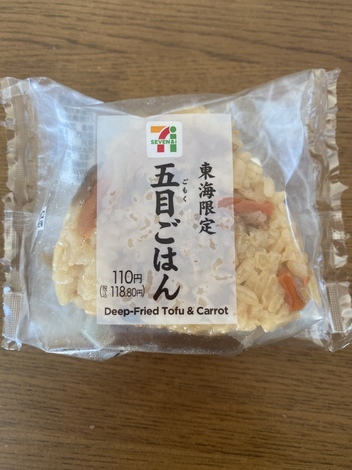 SEVEN&i
東海限定
五目ごはん
ごもく
110円
(税込118.80円)
Deep-Fried Tofu & Carrot